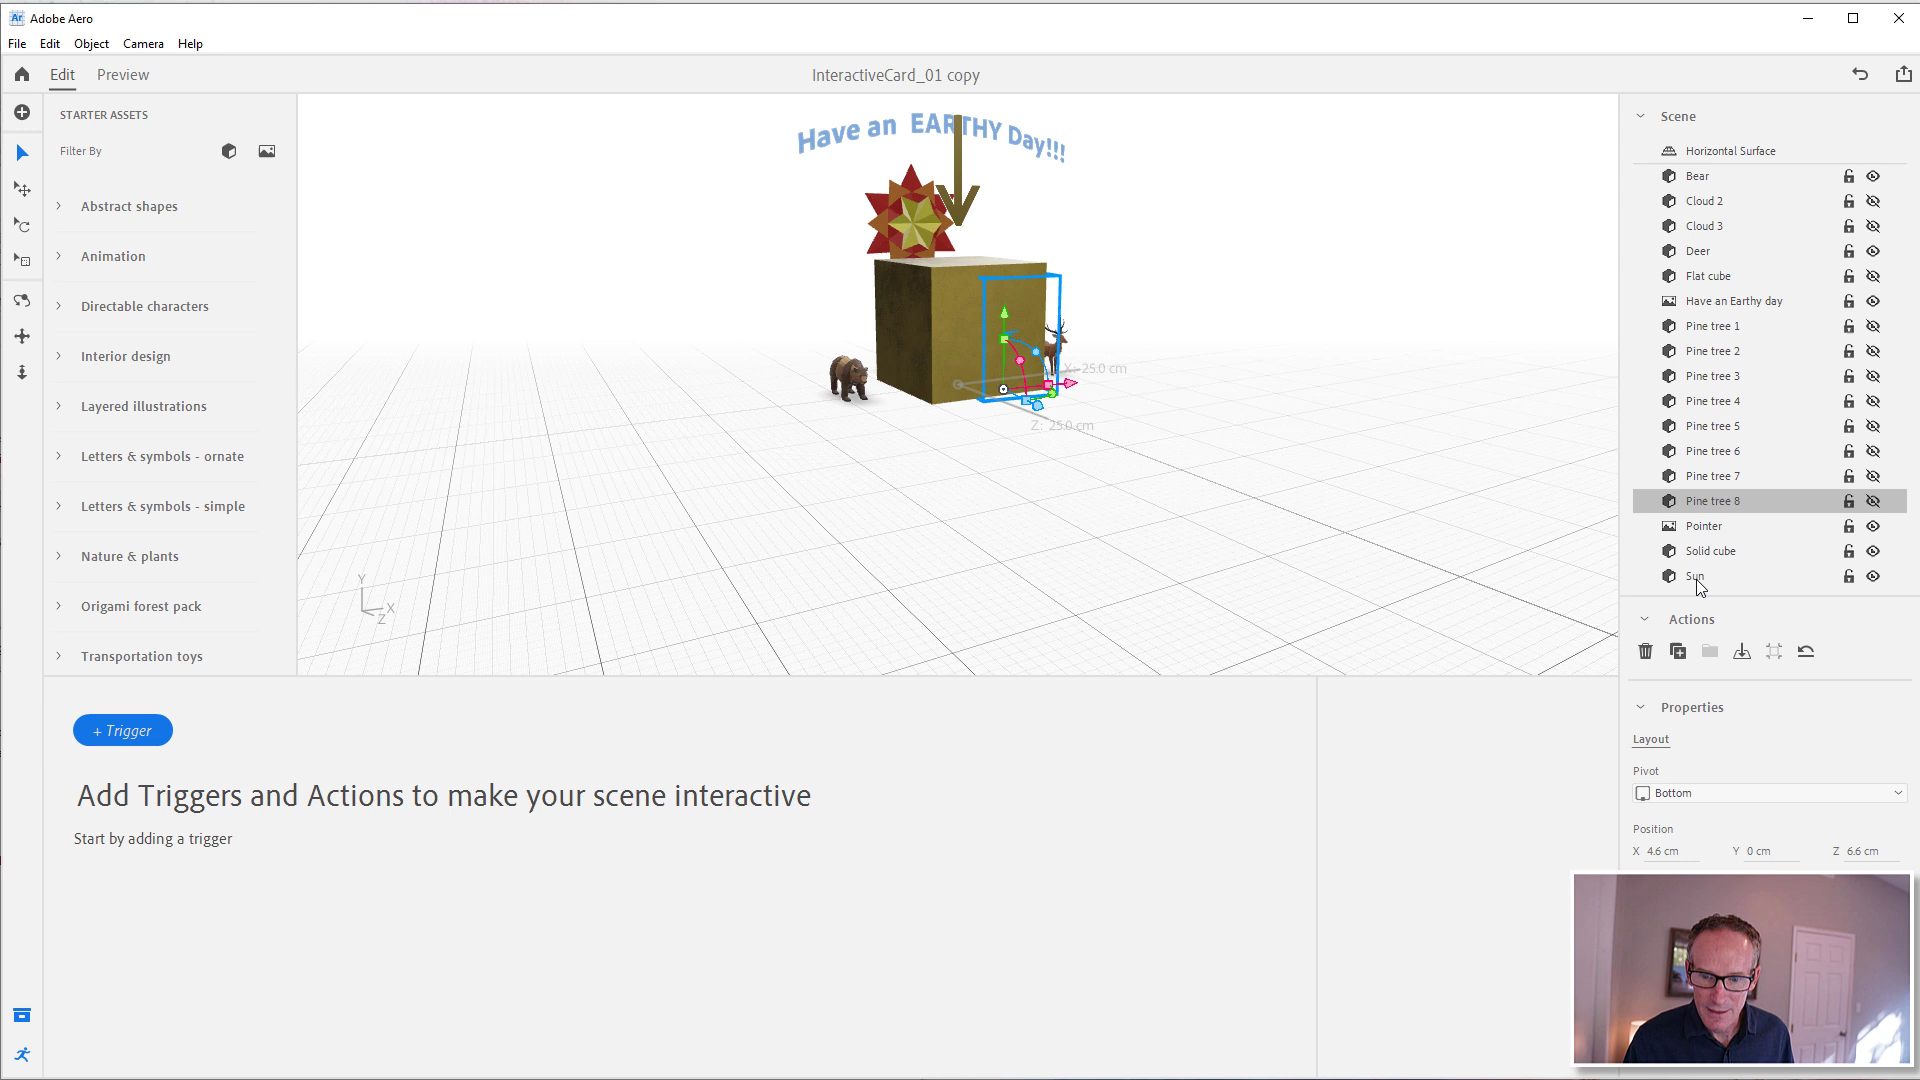 Ar Adobe Aero
File Edit Object Camera Help
Edit Preview InteractiveCard_01 copy
STARTER ASSETS
Filter By
Abstract shapes
Animation
Directable characters
Interior design
Layered illustrations
Letters & symbols - ornate
Letters & symbols - simple
Nature & plants
Origami forest pack
Transportation toys
Have an EARTHY Day!!!
X: 25.0 cm
Z: 25.0 cm
Y
X
Z
Scene
Horizontal Surface
Bear
Cloud 2
Cloud 3
Deer
Flat cube
Have an Earthy day
Pine tree 1
Pine tree 2
Pine tree 3
Pine tree 4
Pine tree 5
Pine tree 6
Pine tree 7
Pine tree 8
Pointer
Solid cube
Sun
Actions
Properties
Layout
Pivot
Bottom
Position
X 4.6 cm Y 0 cm Z 6.6 cm
+ Trigger
Add Triggers and Actions to make your scene interactive
Start by adding a trigger